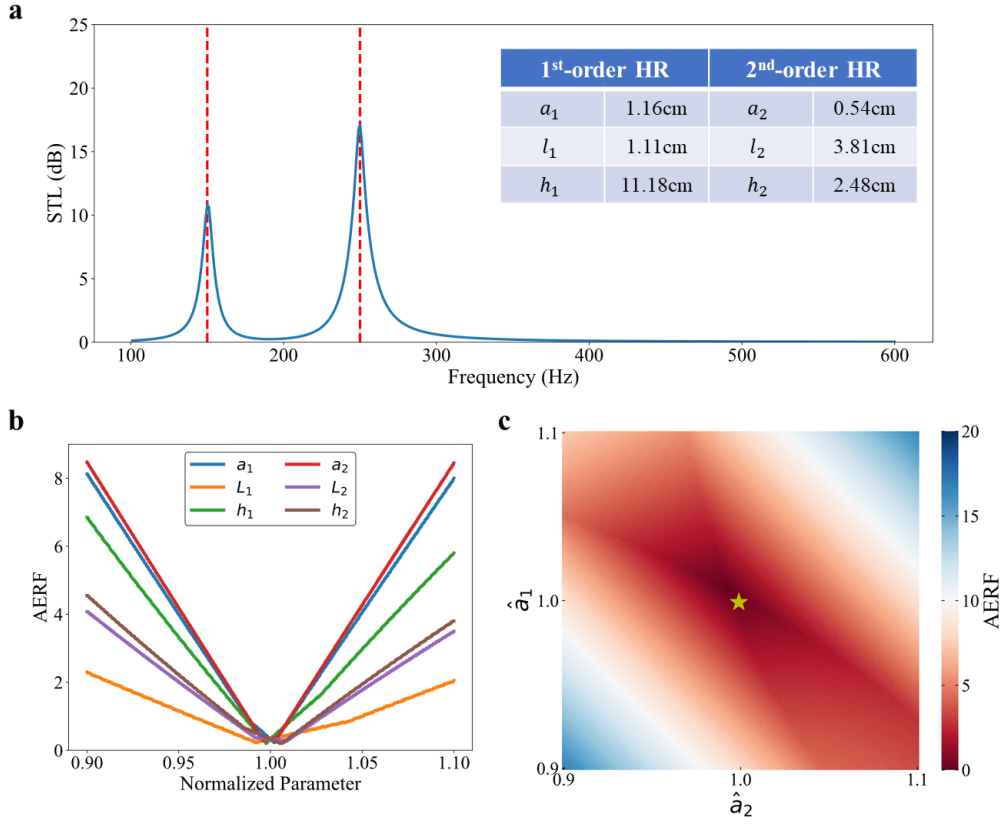 a
25
20
15
10
5
0
STL (dB)
100 200 300 400 500 600
Frequency (Hz)
1st-order HR 2nd-order HR
a₁ 1.16cm a₂ 0.54cm
l₁ 1.11cm l₂ 3.81cm
h₁ 11.18cm h₂ 2.48cm
b
8
6
4
2
0
AERF
a₁ a₂
L₁ L₂
h₁ h₂
0.90 0.95 1.00 1.05 1.10
Normalized Parameter
c
1.1
1.0
0.9
â₁
0.9 1.0 1.1
â₂
20
15
10
5
0
AERF